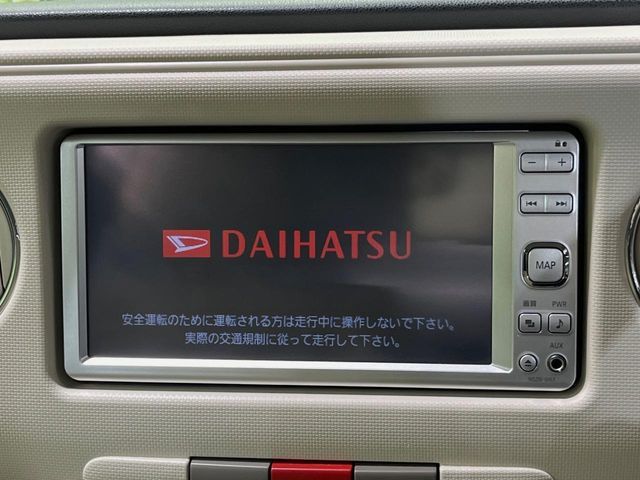 DAIHATSU
安全運転のために運転される方は走行中に操作しないで下さい。
実際の交通規制に従って走行して下さい。
− +
MAP
画質 PWR
AUX